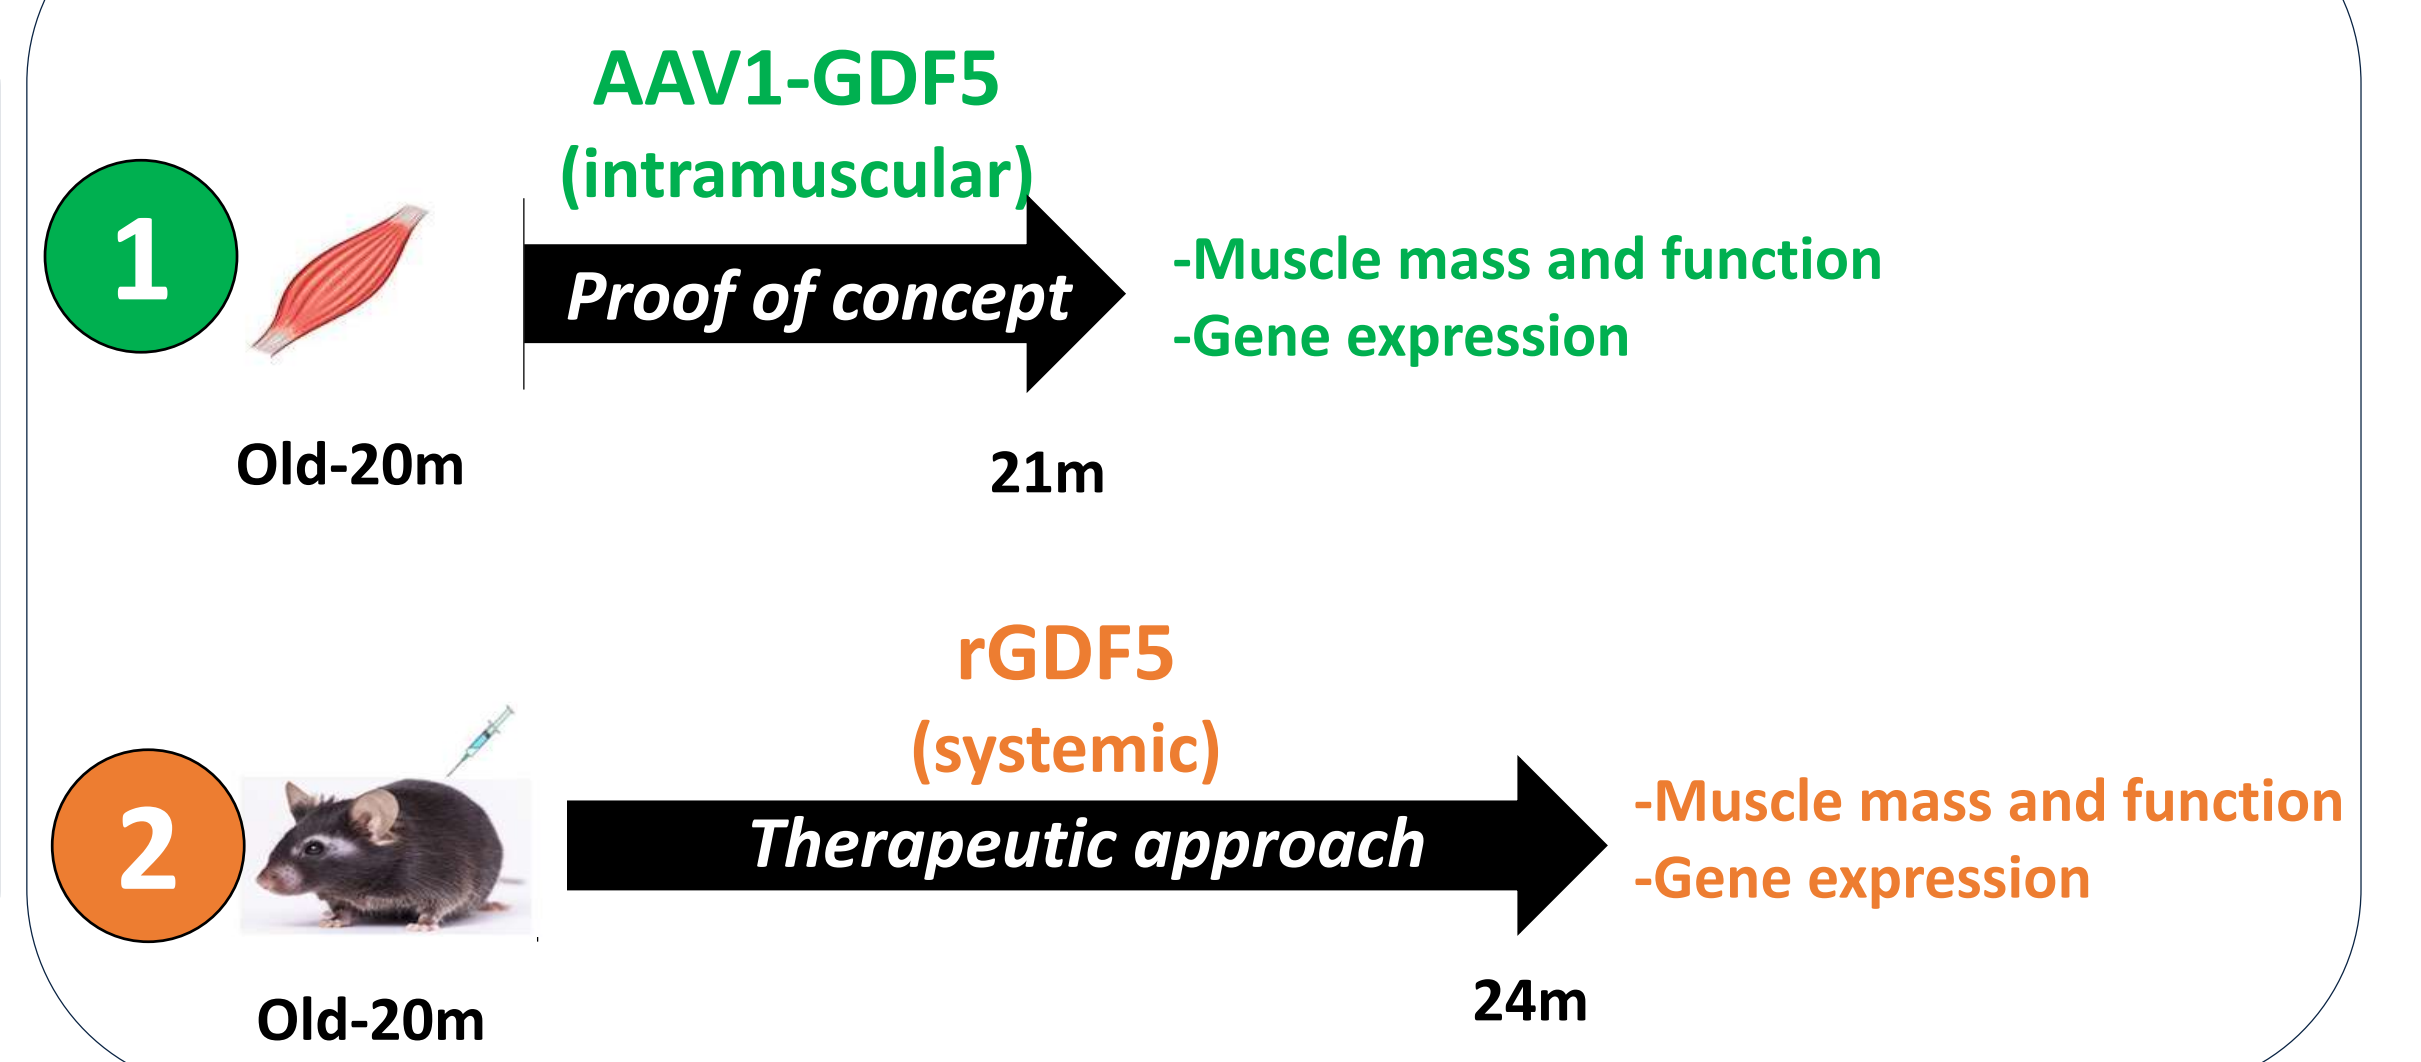 AAV1-GDF5
(intramuscular)
1
Proof of concept
-Muscle mass and function
-Gene expression
Old-20m
21m
rGDF5
(systemic)
2
Therapeutic approach
-Muscle mass and function
-Gene expression
Old-20m
24m